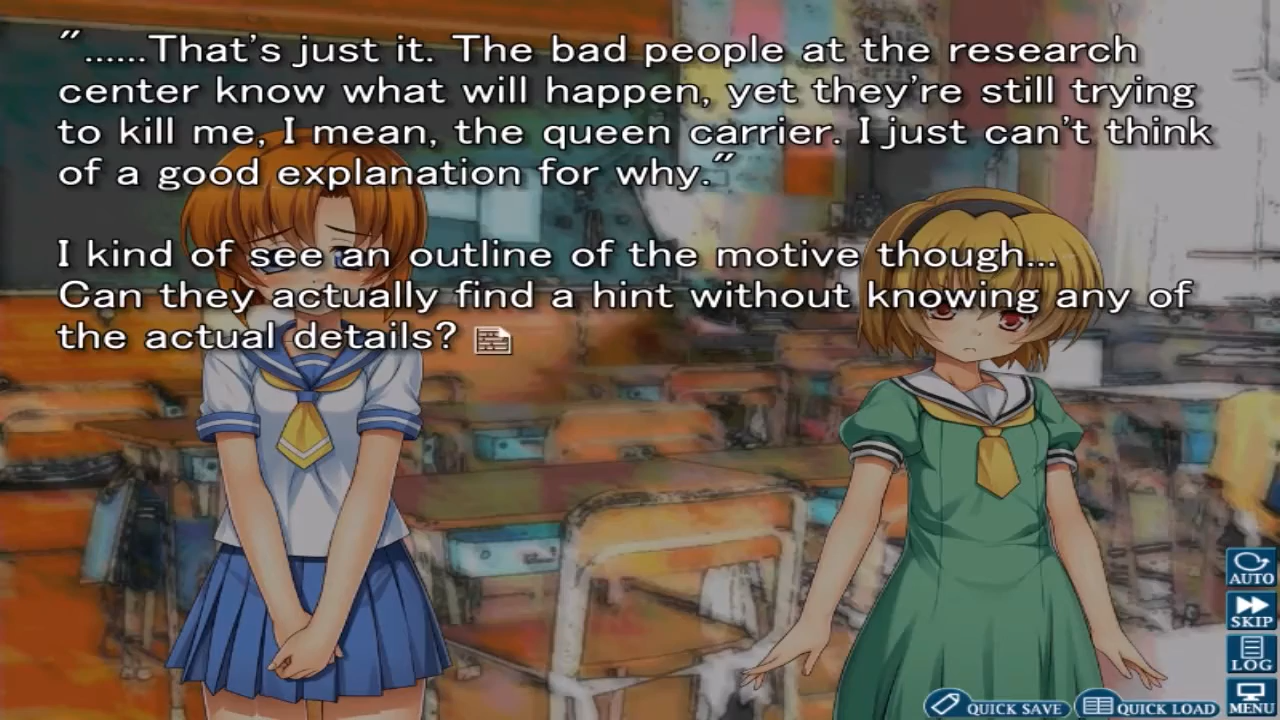 "......That's just it. The bad people at the research
center know what will happen, yet they're still trying
to kill me, I mean, the queen carrier. I just can't think
of a good explanation for why."
I kind of see an outline of the motive though...
Can they actually find a hint without knowing any of
the actual details?
AUTO
SKIP
LOG
MENU
QUICK SAVE
QUICK LOAD